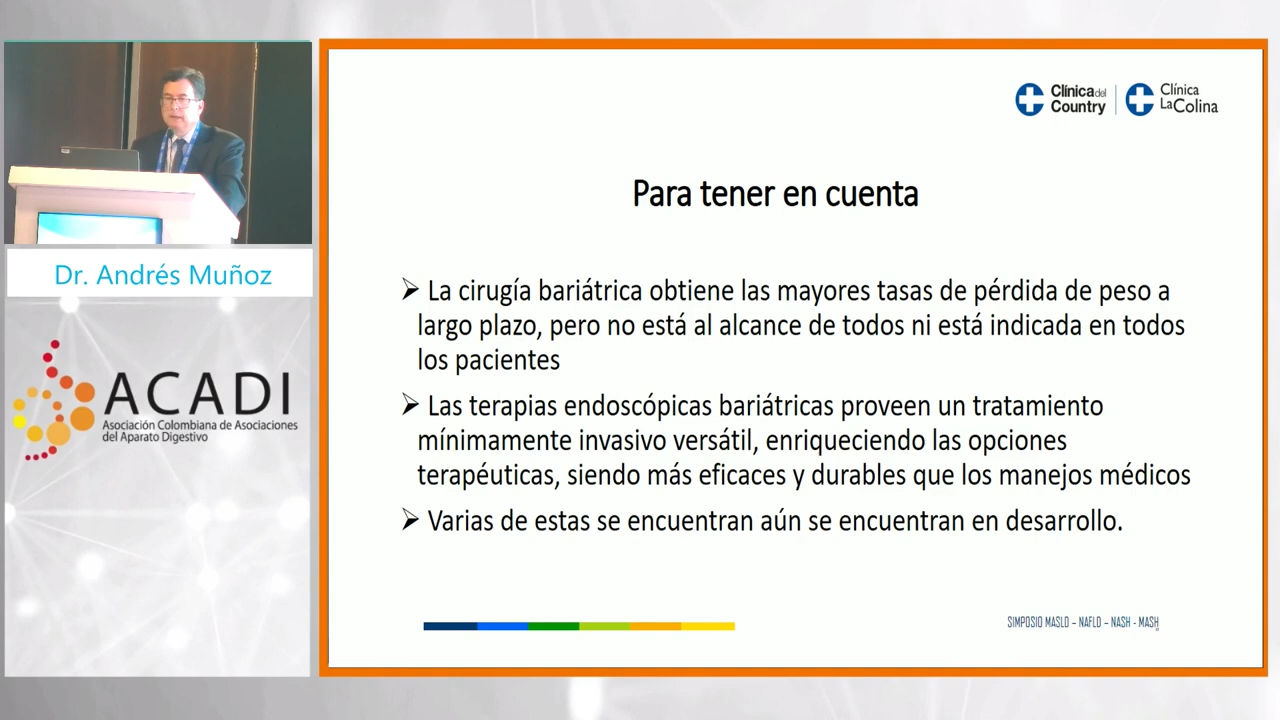 Clínica del
Country
Clínica
La Colina
Para tener en cuenta
Dr. Andrés Muñoz
La cirugía bariátrica obtiene las mayores tasas de pérdida de peso a
largo plazo, pero no está al alcance de todos ni está indicada en todos
los pacientes
Las terapias endoscópicas bariátricas proveen un tratamiento
mínimamente invasivo versátil, enriqueciendo las opciones
terapéuticas, siendo más eficaces y durables que los manejos médicos
Varias de estas se encuentran aún se encuentran en desarrollo.
ACADI
Asociación Colombiana de Asociaciones
del Aparato Digestivo
SIMPOSIO MASLD – NAFLD – NASH - MASH